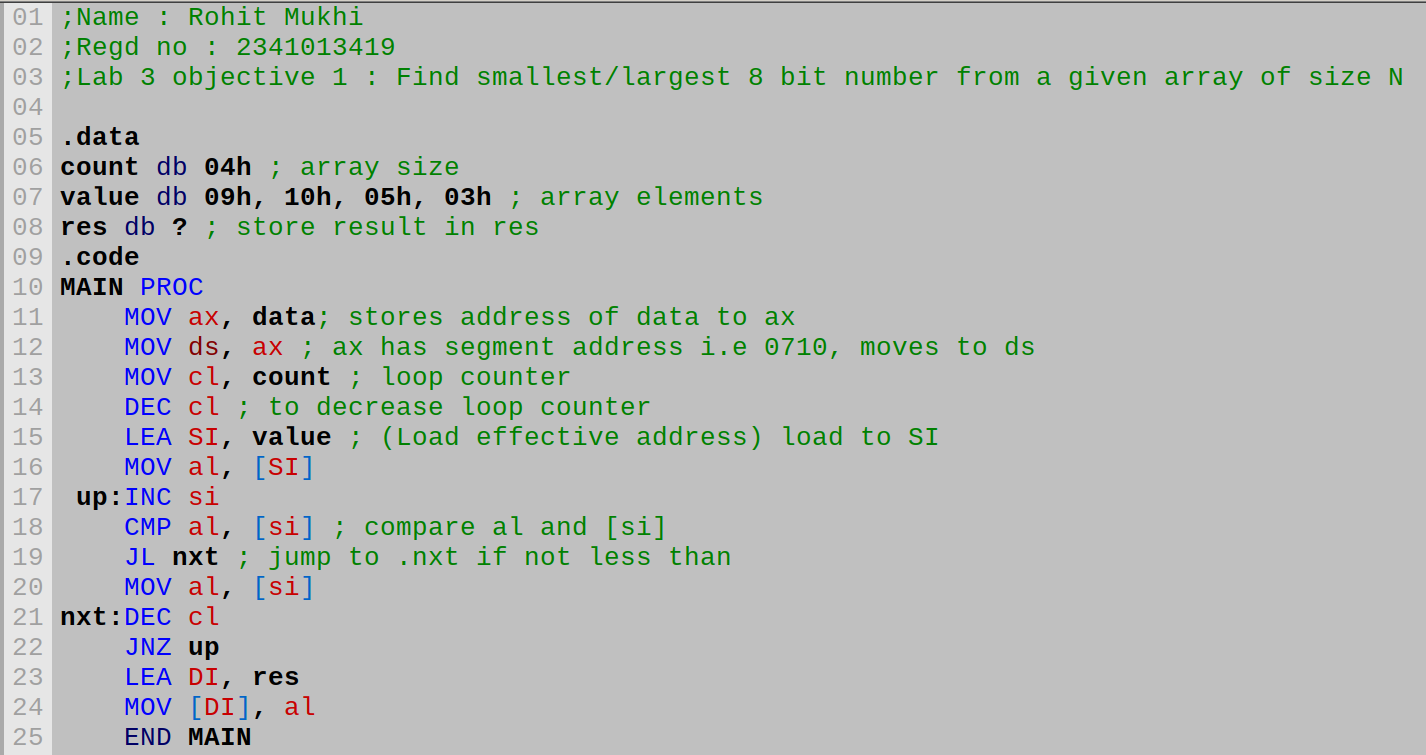 01 ;Name : Rohit Mukhi
02 ;Regd no : 2341013419
03 ;Lab 3 objective 1 : Find smallest/largest 8 bit number from a given array of size N
04
05 .data
06 count db 04h ; array size
07 value db 09h, 10h, 05h, 03h ; array elements
08 res db ? ; store result in res
09 .code
10 MAIN PROC
11     MOV ax, data; stores address of data to ax
12     MOV ds, ax ; ax has segment address i.e 0710, moves to ds
13     MOV cl, count ; loop counter
14     DEC cl ; to decrease loop counter
15     LEA SI, value ; (Load effective address) load to SI
16     MOV al, [SI]
17  up:INC si
18     CMP al, [si] ; compare al and [si]
19     JL nxt ; jump to .nxt if not less than
20     MOV al, [si]
21 nxt:DEC cl
22     JNZ up
23     LEA DI, res
24     MOV [DI], al
25     END MAIN